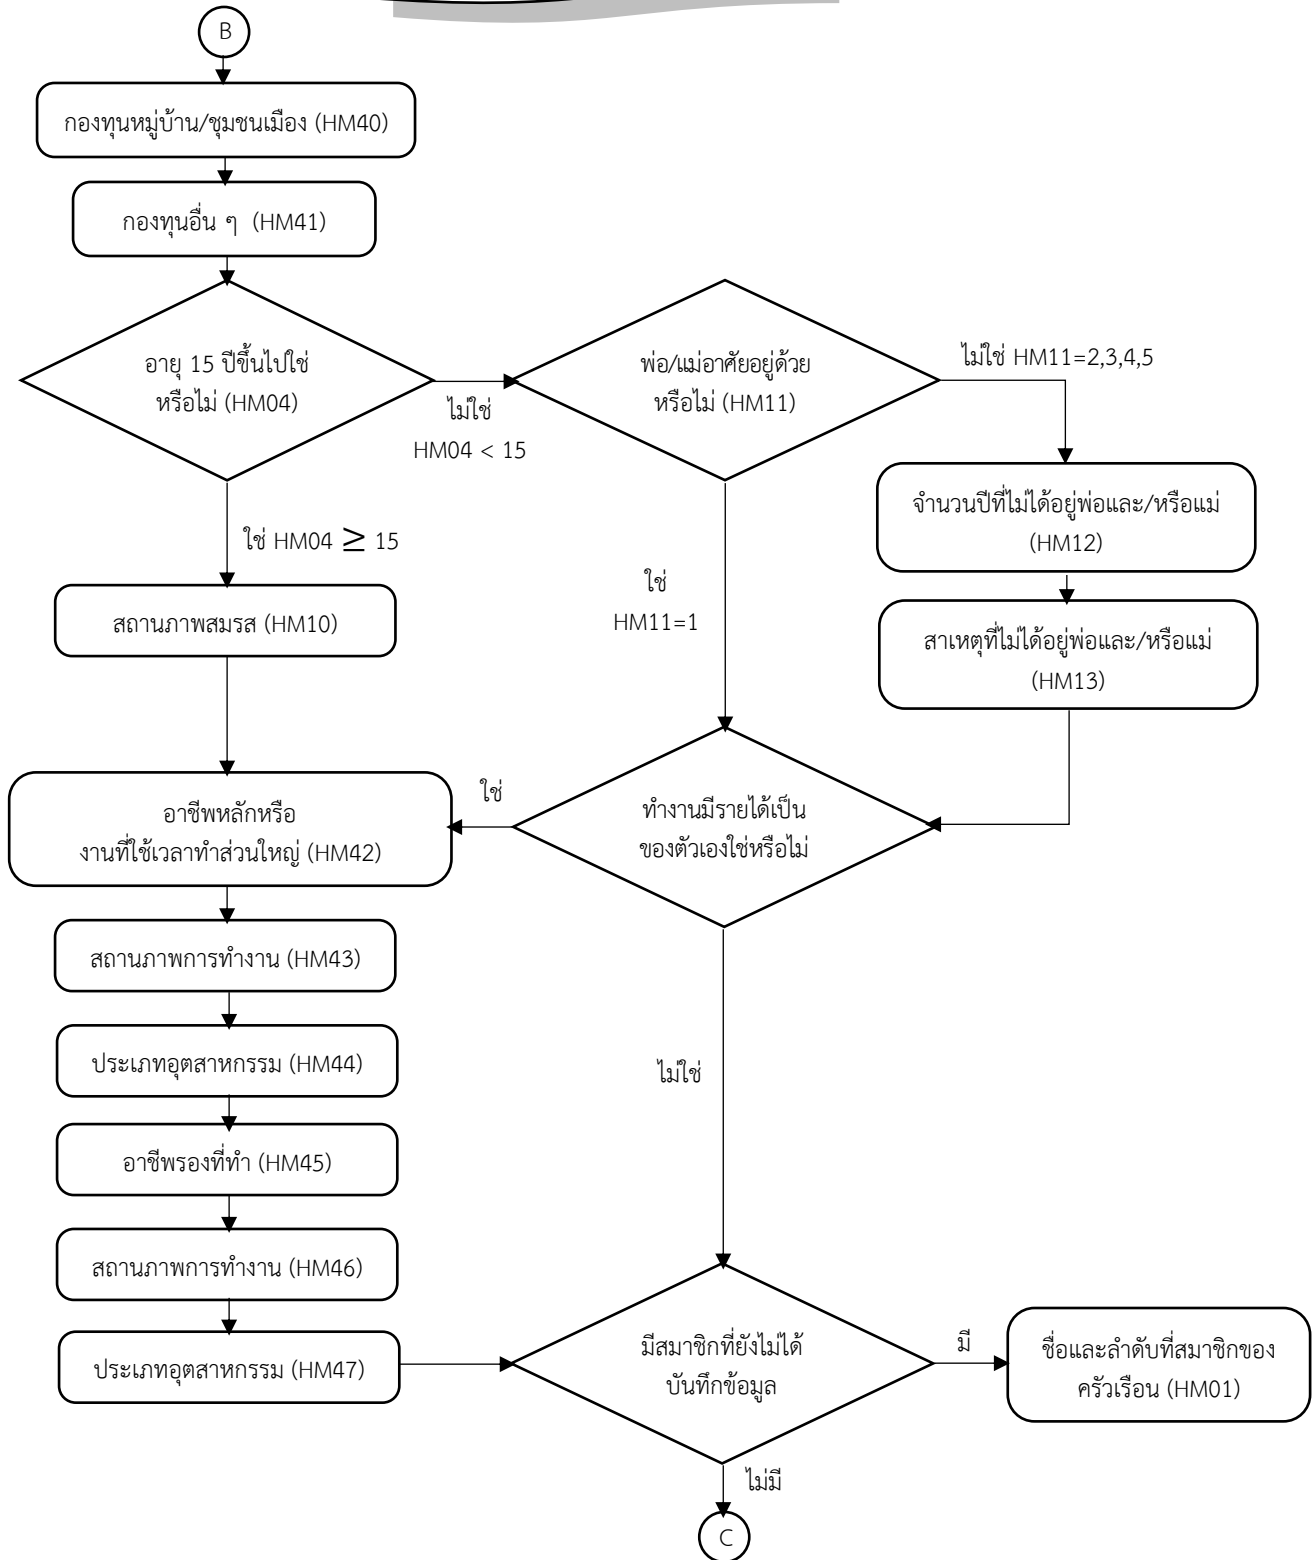 B
กองทุนหมู่บ้าน/ชุมชนเมือง (HM40)
กองทุนอื่น ๆ (HM41)
อายุ 15 ปีขึ้นไปใช่
หรือไม่ (HM04)
ไม่ใช่
HM04 < 15
พ่อ/แม่อาศัยอยู่ด้วย
หรือไม่ (HM11)
ไม่ใช่ HM11=2,3,4,5
จำนวนปีที่ไม่ได้อยู่พ่อและ/หรือแม่
(HM12)
ใช่ HM04 ≥ 15
ใช่
HM11=1
สถานภาพสมรส (HM10)
สาเหตุที่ไม่ได้อยู่พ่อและ/หรือแม่
(HM13)
อาชีพหลักหรือ
งานที่ใช้เวลาทำส่วนใหญ่ (HM42)
ใช่
ทำงานมีรายได้เป็น
ของตัวเองใช่หรือไม่
สถานภาพการทำงาน (HM43)
ประเภทอุตสาหกรรม (HM44)
ไม่ใช่
อาชีพรองที่ทำ (HM45)
สถานภาพการทำงาน (HM46)
ประเภทอุตสาหกรรม (HM47)
มีสมาชิกที่ยังไม่ได้
บันทึกข้อมูล
มี
ชื่อและลำดับที่สมาชิกของ
ครัวเรือน (HM01)
ไม่มี
C